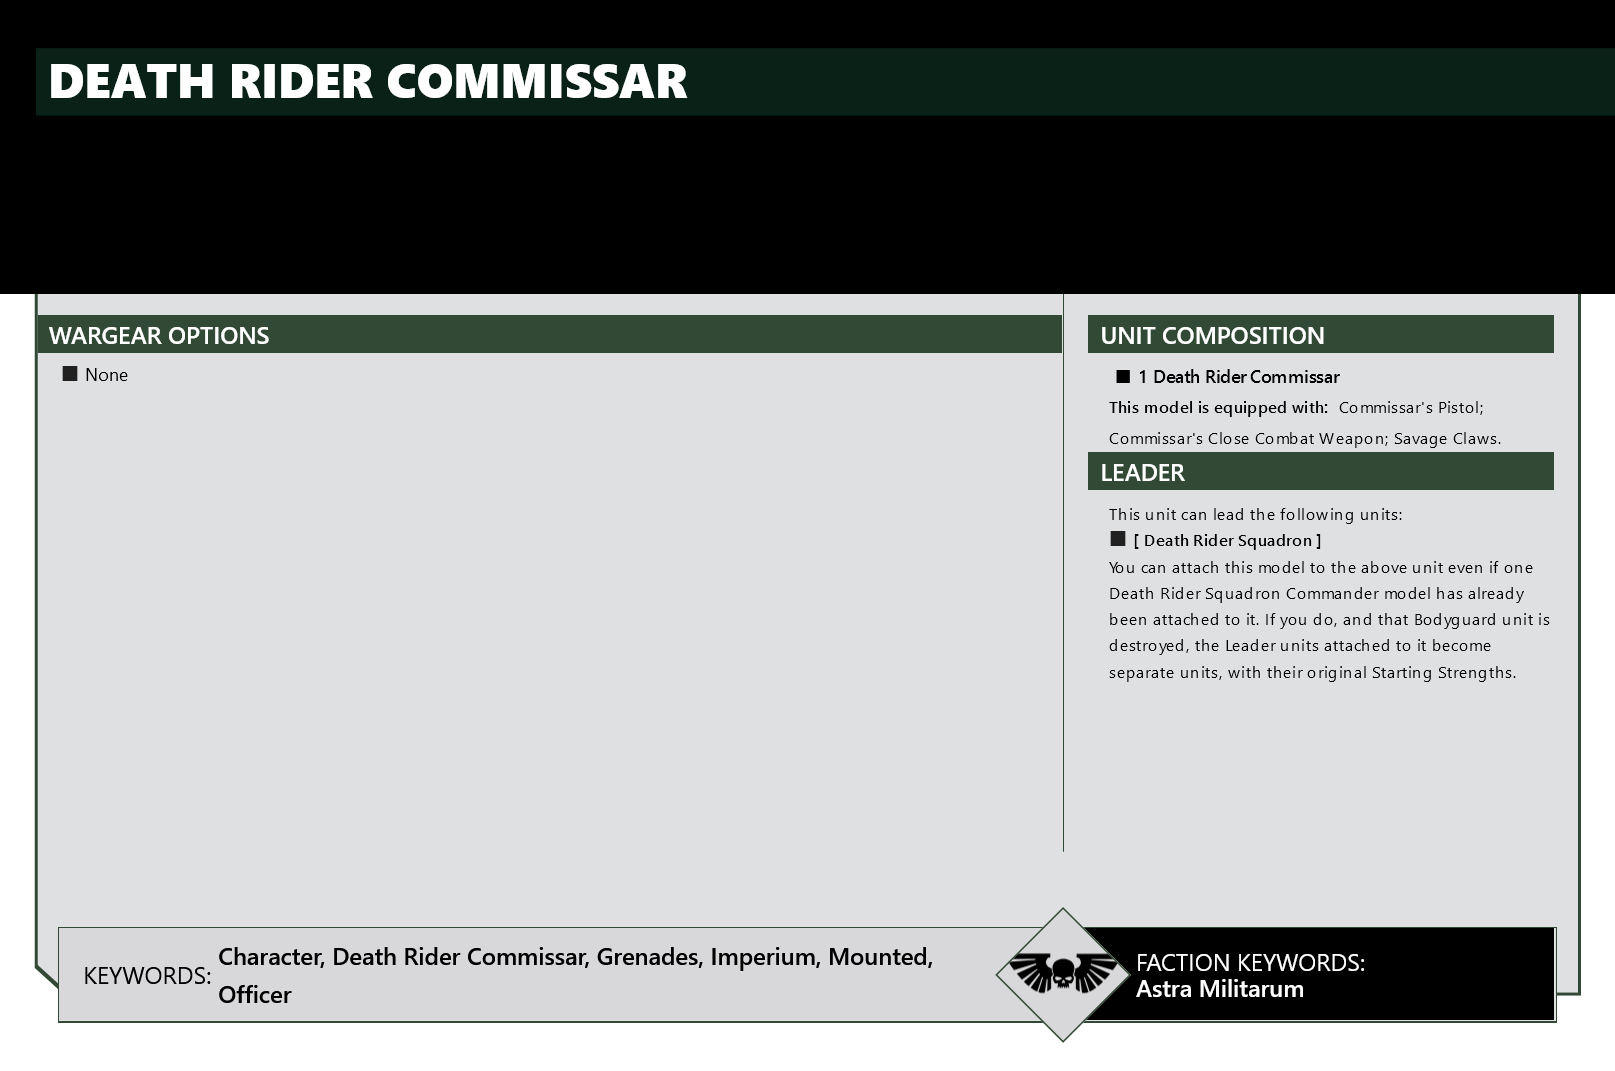 DEATH RIDER COMMISSAR
WARGEAR OPTIONS
■ None
UNIT COMPOSITION
■ 1 Death Rider Commissar
This model is equipped with: Commissar's Pistol;
Commissar's Close Combat Weapon; Savage Claws.
LEADER
This unit can lead the following units:
■ [ Death Rider Squadron ]
You can attach this model to the above unit even if one
Death Rider Squadron Commander model has already
been attached to it. If you do, and that Bodyguard unit is
destroyed, the Leader units attached to it become
separate units, with their original Starting Strengths.
KEYWORDS: Character, Death Rider Commissar, Grenades, Imperium, Mounted,
Officer
FACTION KEYWORDS:
Astra Militarum